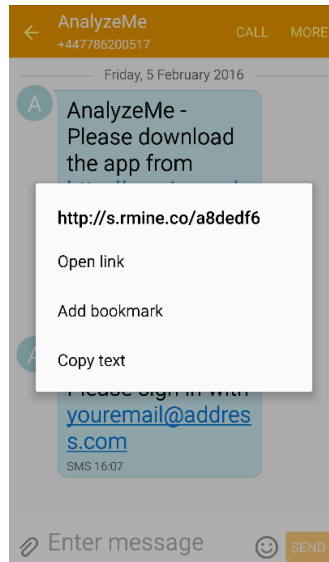 AnalyzeMe
+447786200517
CALL
MORE
Friday, 5 February 2016
A
AnalyzeMe -
Please download
the app from
http://s.rmine.co/a8dedf6
Open link
Add bookmark
Copy text
A
Please sign in with
youremail@addres
s.com
SMS 16:07
Enter message
SEND